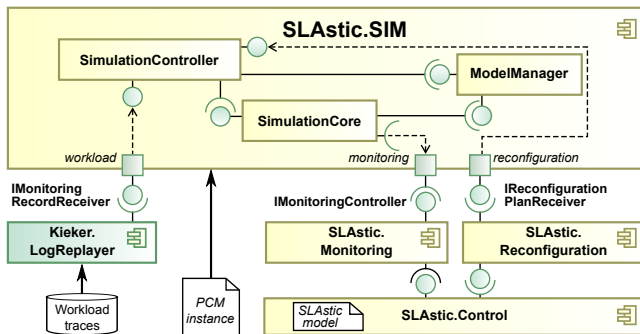 SLAstic.SIM
SimulationController
ModelManager
SimulationCore
workload
monitoring
reconfiguration
IMonitoring
RecordReceiver
IMonitoringController
IReconfiguration
PlanReceiver
Kieker.
LogReplayer
SLAstic.
Monitoring
SLAstic.
Reconfiguration
Workload
traces
PCM
instance
SLAstic
model
SLAstic.Control